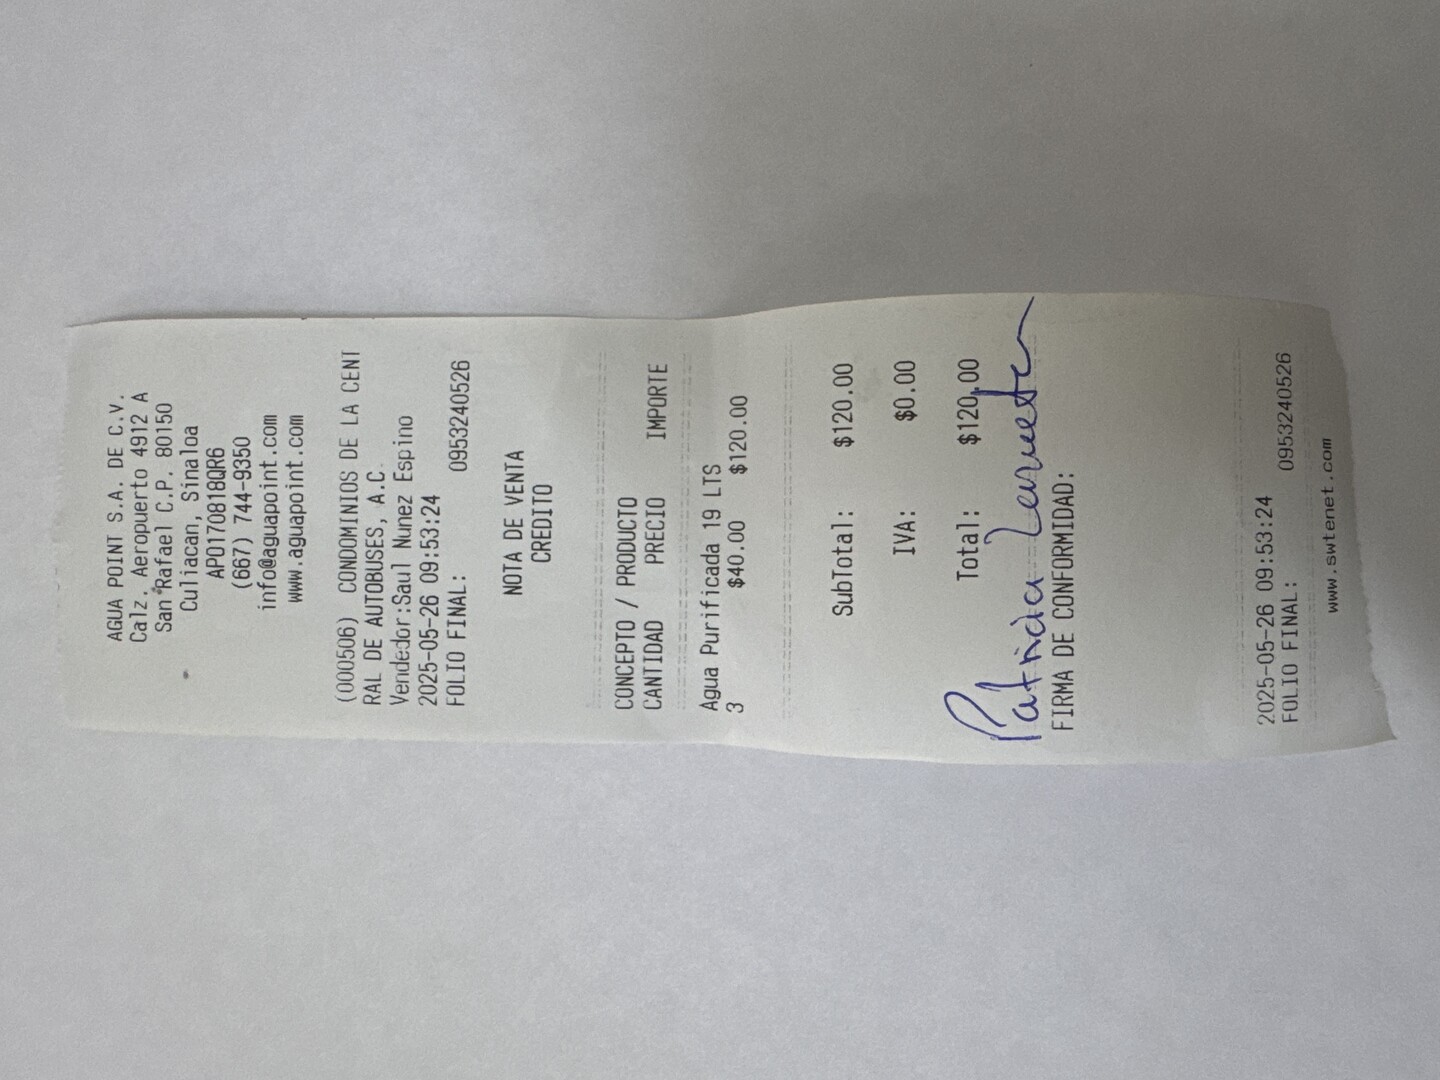 AGUA POINT S.A. DE C.V.
Calz. Aeropuerto 4912 A
San Rafael C.P. 80150
Culiacan, Sinaloa
APO170818QR6
(667) 744-9350
info@aguapoint.com
www.aguapoint.com
(000506) CONDOMINIOS DE LA CENT
RAL DE AUTOBUSES, A.C.
Vendedor:Saul Nunez Espino
2025-05-26 09:53:24
FOLIO FINAL: 0953240526
NOTA DE VENTA
CREDITO
CONCEPTO / PRODUCTO
CANTIDAD PRECIO IMPORTE
Agua Purificada 19 LTS
3 $40.00 $120.00
SubTotal: $120.00
IVA: $0.00
Total: $120.00
Patricia
FIRMA DE CONFORMIDAD:
2025-05-26 09:53:24
FOLIO FINAL: 0953240526
www.swtenet.com